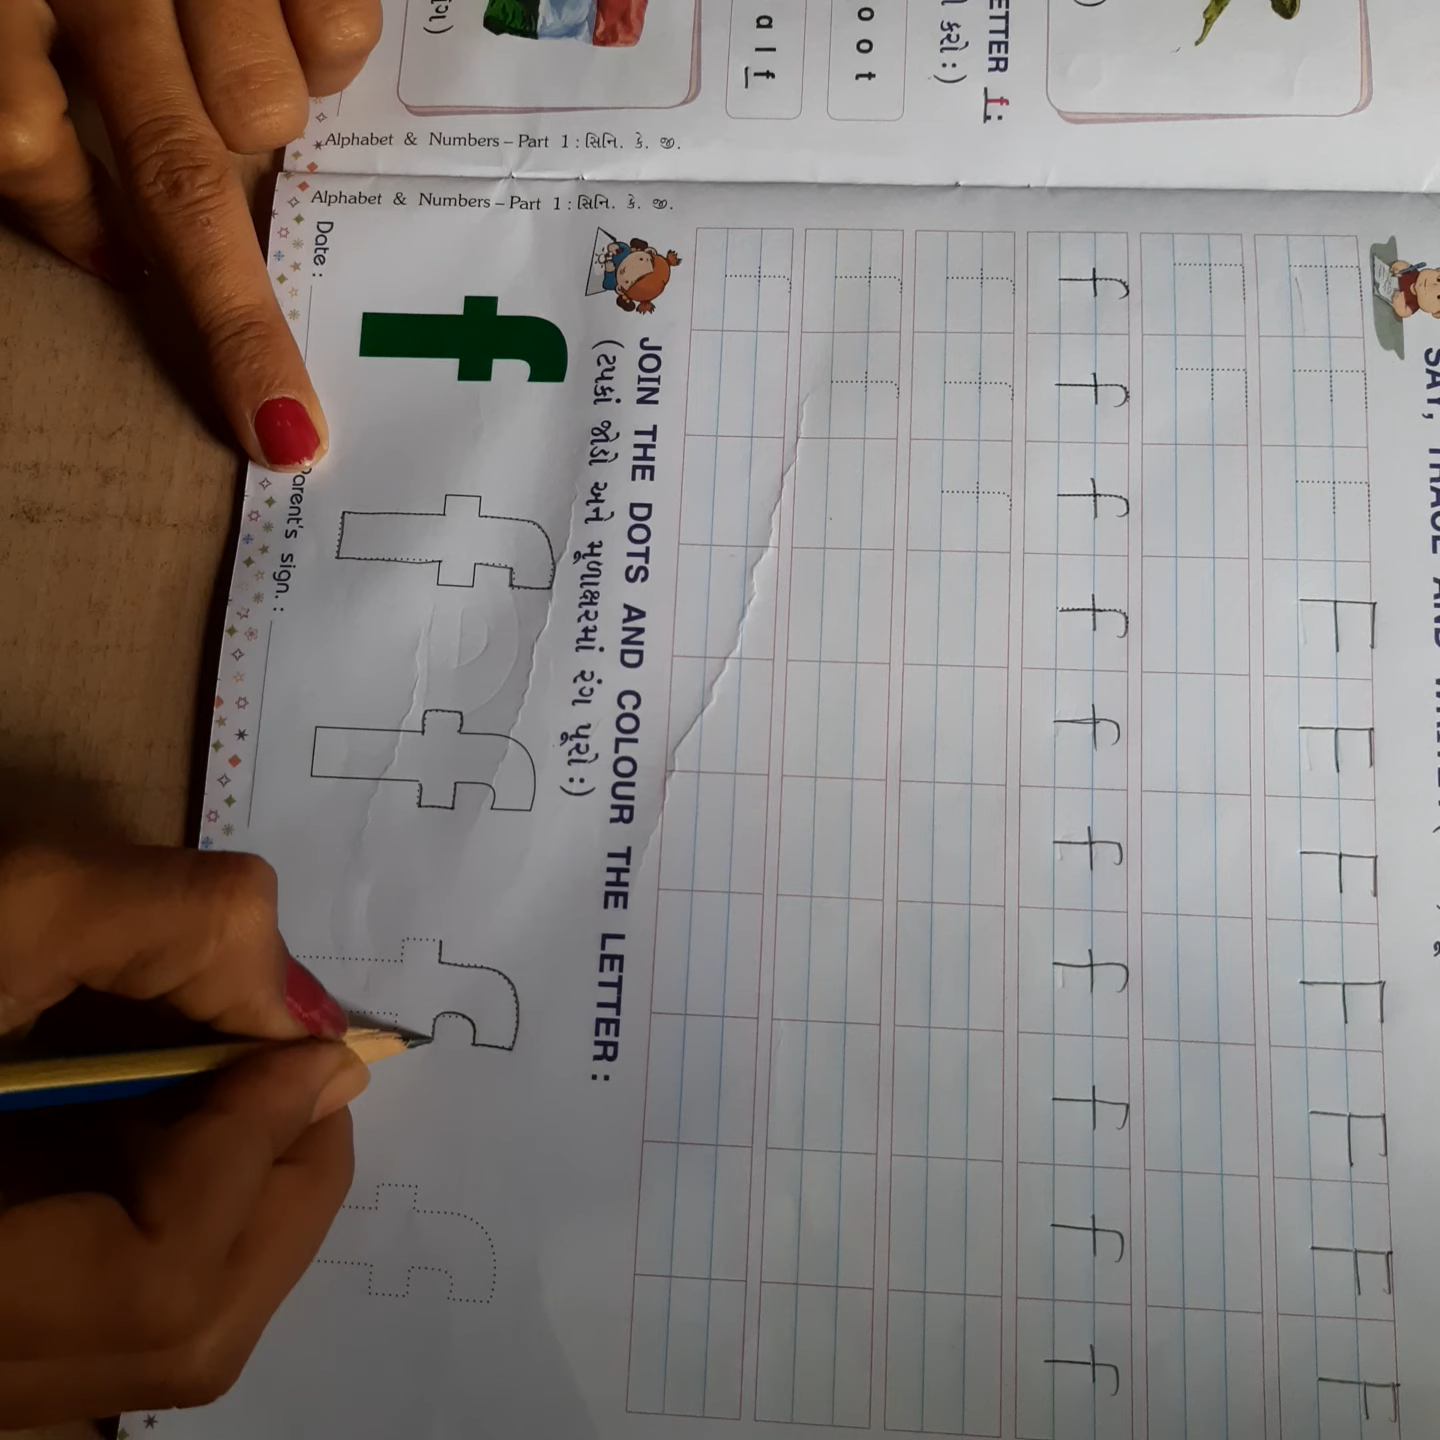 ETTER f :
કરો : )
o o t
a l f
Alphabet & Numbers – Part 1 : સિનિ. કે. જી.
Alphabet & Numbers – Part 1 : સિનિ. કે. જી.
F F F F F F F F F F
F F
f f f f f f f f f f
f f f
f f
f
JOIN THE DOTS AND COLOUR THE LETTER :
(ટપકાં જોડો અને મૂળાક્ષરમાં રંગ પૂરો : )
f f f f f
Date :
Parent's sign. :